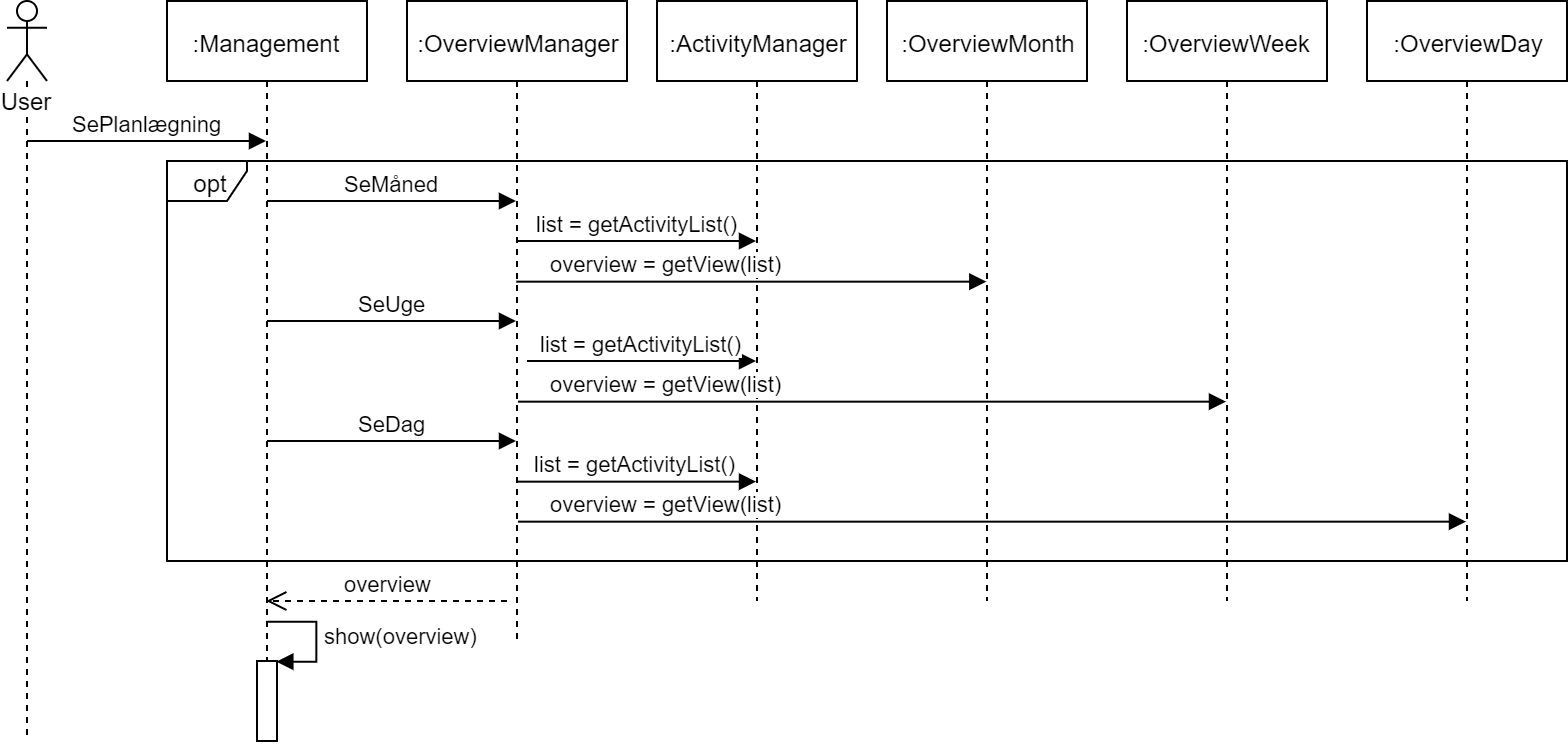 :Management
:OverviewManager
:ActivityManager
:OverviewMonth
:OverviewWeek
:OverviewDay
User
SePlanlægning
opt
SeMåned
list = getActivityList()
overview = getView(list)
SeUge
list = getActivityList()
overview = getView(list)
SeDag
list = getActivityList()
overview = getView(list)
overview
show(overview)